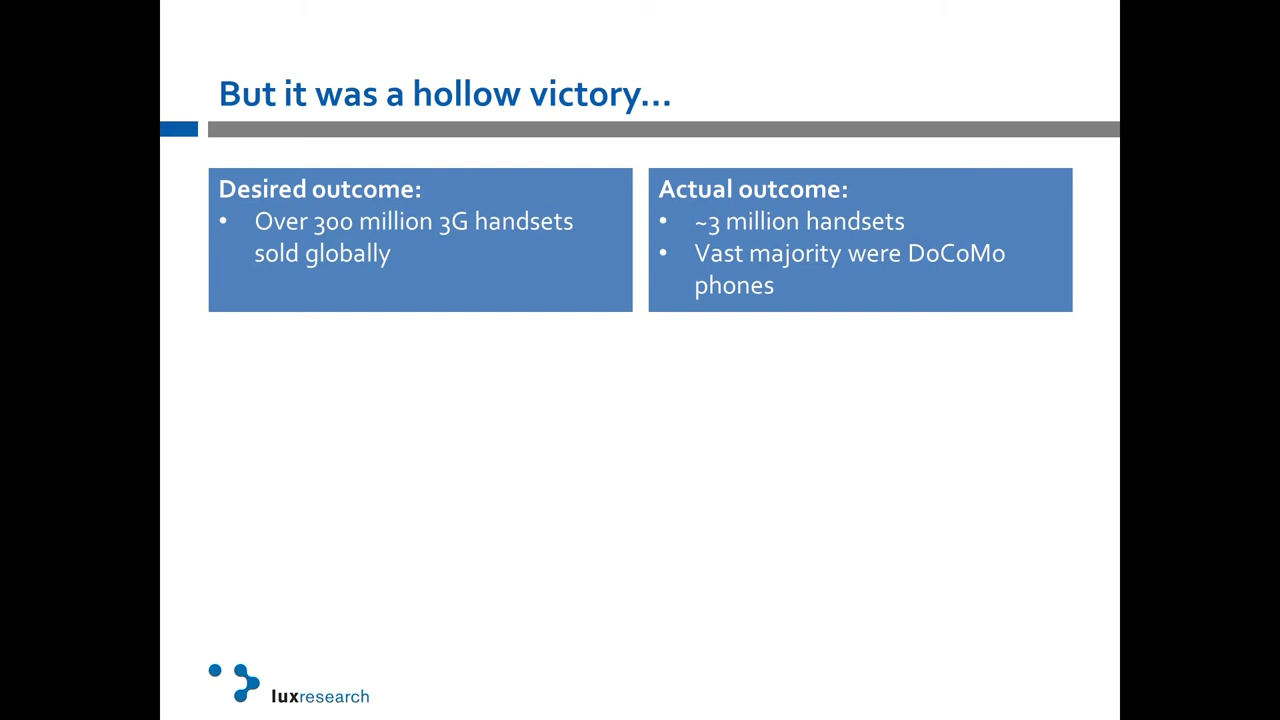 But it was a hollow victory...
Desired outcome:
• Over 300 million 3G handsets
sold globally
Actual outcome:
• ~3 million handsets
• Vast majority were DoCoMo
phones
luxresearch